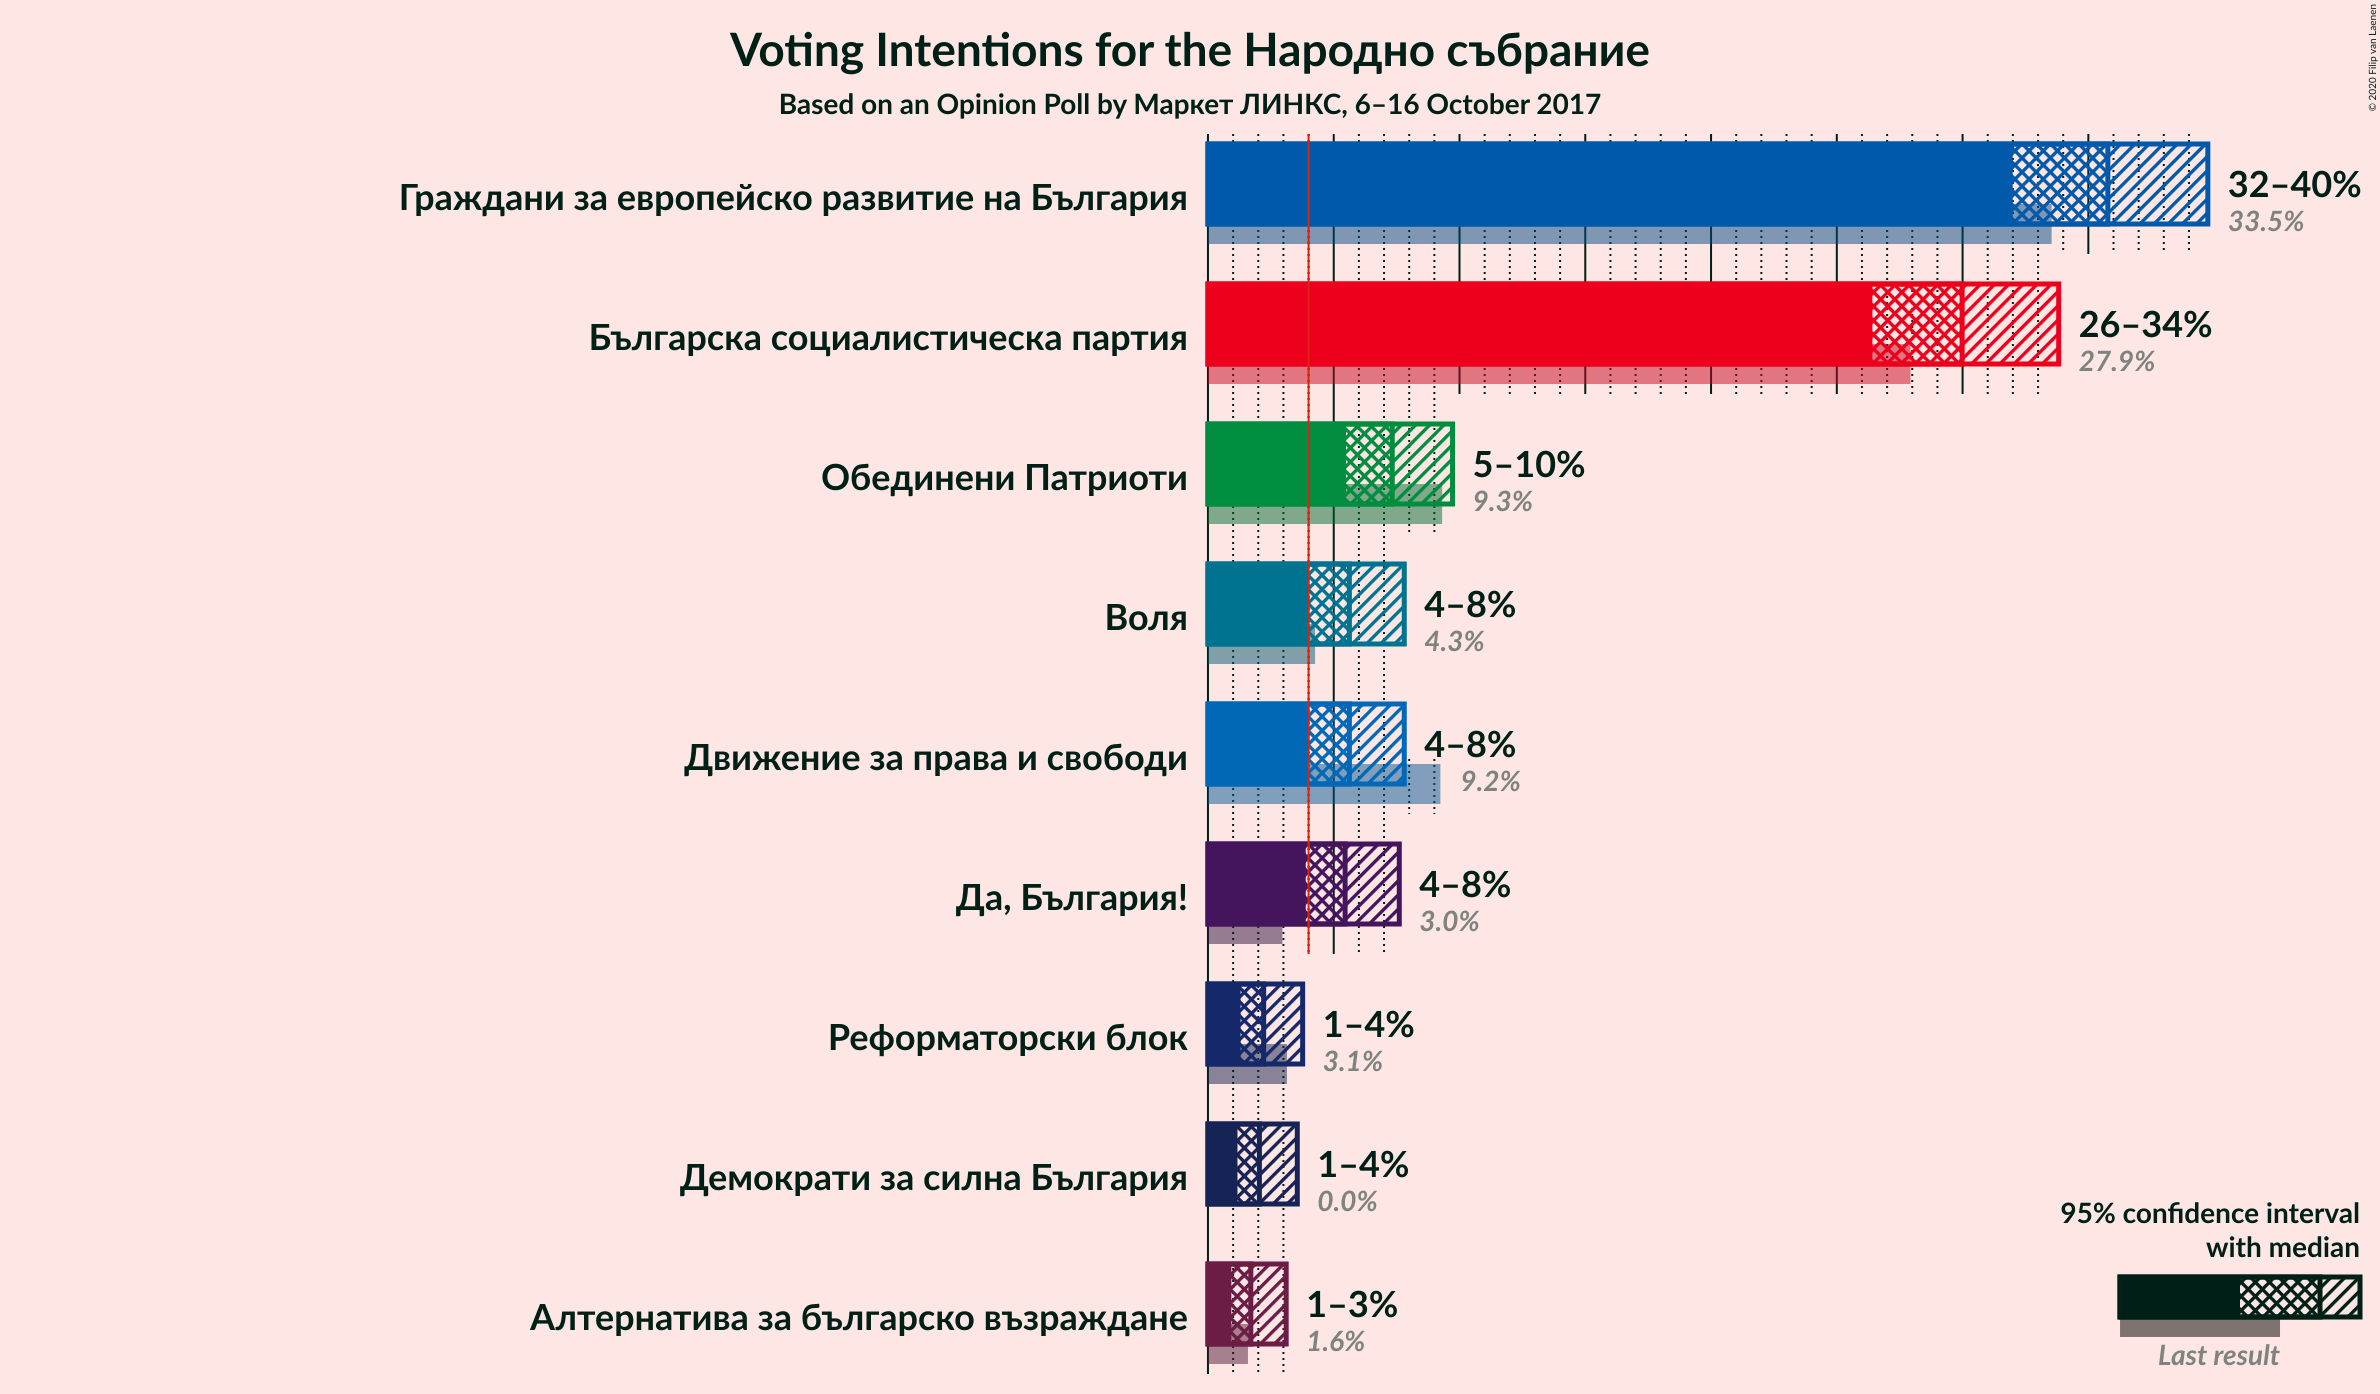 Voting Intentions for the Народно събрание
Based on an Opinion Poll by Маркет ЛИНКС, 6–16 October 2017
© 2020 Filip van Laenen
Граждани за европейско развитие на България
32–40%
33.5%
Българска социалистическа партия
26–34%
27.9%
Обединени Патриоти
5–10%
9.3%
Воля
4–8%
4.3%
Движение за права и свободи
4–8%
9.2%
Да, България!
4–8%
3.0%
Реформаторски блок
1–4%
3.1%
Демократи за силна България
1–4%
0.0%
Алтернатива за българско възраждане
1–3%
1.6%
95% confidence interval
with median
Last result